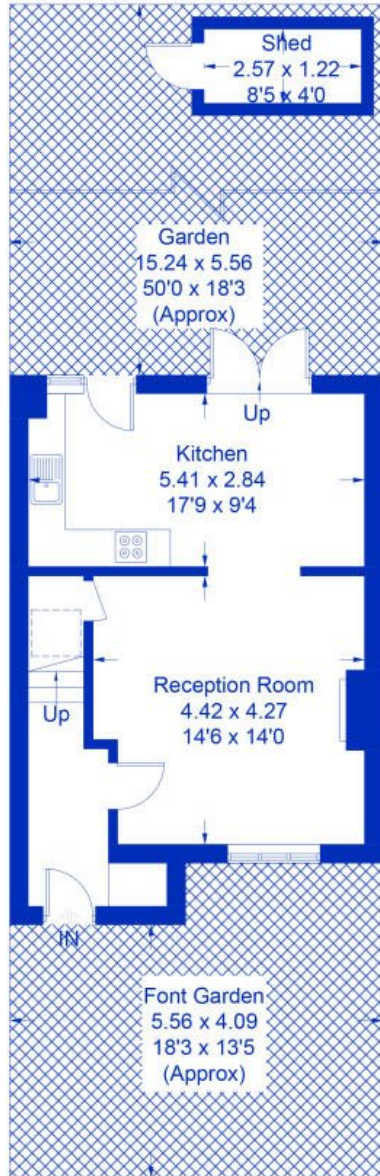 Shed
2.57 x 1.22
8'5 x 4'0
Garden
15.24 x 5.56
50'0 x 18'3
(Approx)
Up
Kitchen
5.41 x 2.84
17'9 x 9'4
Reception Room
4.42 x 4.27
14'6 x 14'0
Up
IN
Font Garden
5.56 x 4.09
18'3 x 13'5
(Approx)